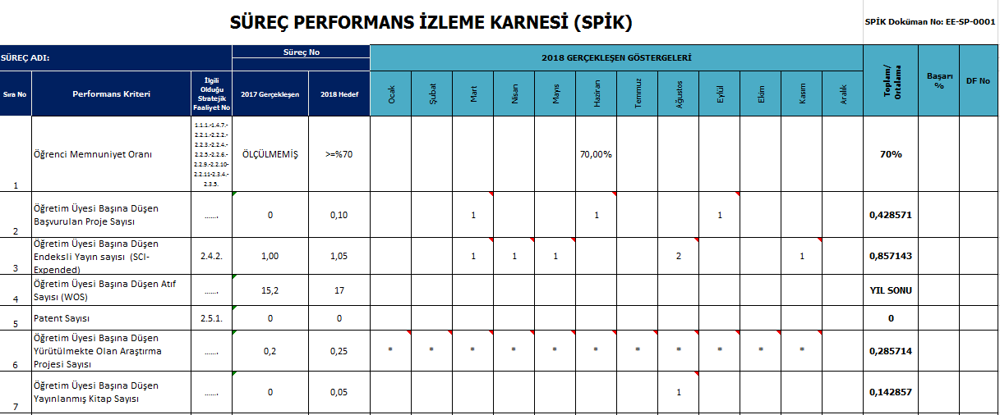 SÜREÇ PERFORMANS İZLEME KARNESİ (SPİK)
SPİK Doküman No: EE-SP-0001
SÜREÇ ADI:
Süreç No
2018 GERÇEKLEŞEN GÖSTERGELERİ
Toplam/
Ortalama
Başarı
%
DF No
Sıra No
Performans Kriteri
İlgili
Olduğu
Stratejik
Faaliyet No
2017 Gerçekleşen
2018 Hedef
Ocak
Şubat
Mart
Nisan
Mayıs
Haziran
Temmuz
Ağustos
Eylül
Ekim
Kasım
Aralık
1
Öğrenci Memnuniyet Oranı
1.1.1.-1.4.7.-
2.2.1.-2.2.2.-
2.2.3.-2.2.4.-
2.2.5.-2.2.6.-
2.2.9.-2.2.10-
2.2.11-2.3.4.-
2.3.5.
ÖLÇÜLMEMİŞ
>=%70
70,00%
70%
2
Öğretim Üyesi Başına Düşen
Başvurulan Proje Sayısı
.......
0
0,10
1
1
1
0,428571
3
Öğretim Üyesi Başına Düşen
Endeksli Yayın sayısı (SCI-
Expended)
2.4.2.
1,00
1,05
1
1
1
2
1
0,857143
4
Öğretim Üyesi Başına Düşen Atıf
Sayısı (WOS)
.......
15,2
17
YIL SONU
5
Patent Sayısı
2.5.1.
0
0
0
6
Öğretim Üyesi Başına Düşen
Yürütülmekte Olan Araştırma
Projesi Sayısı
.......
0,2
0,25
* * * * * * * * * * *
0,285714
7
Öğretim Üyesi Başına Düşen
Yayınlanmış Kitap Sayısı
.......
0
0,05
1
0,142857